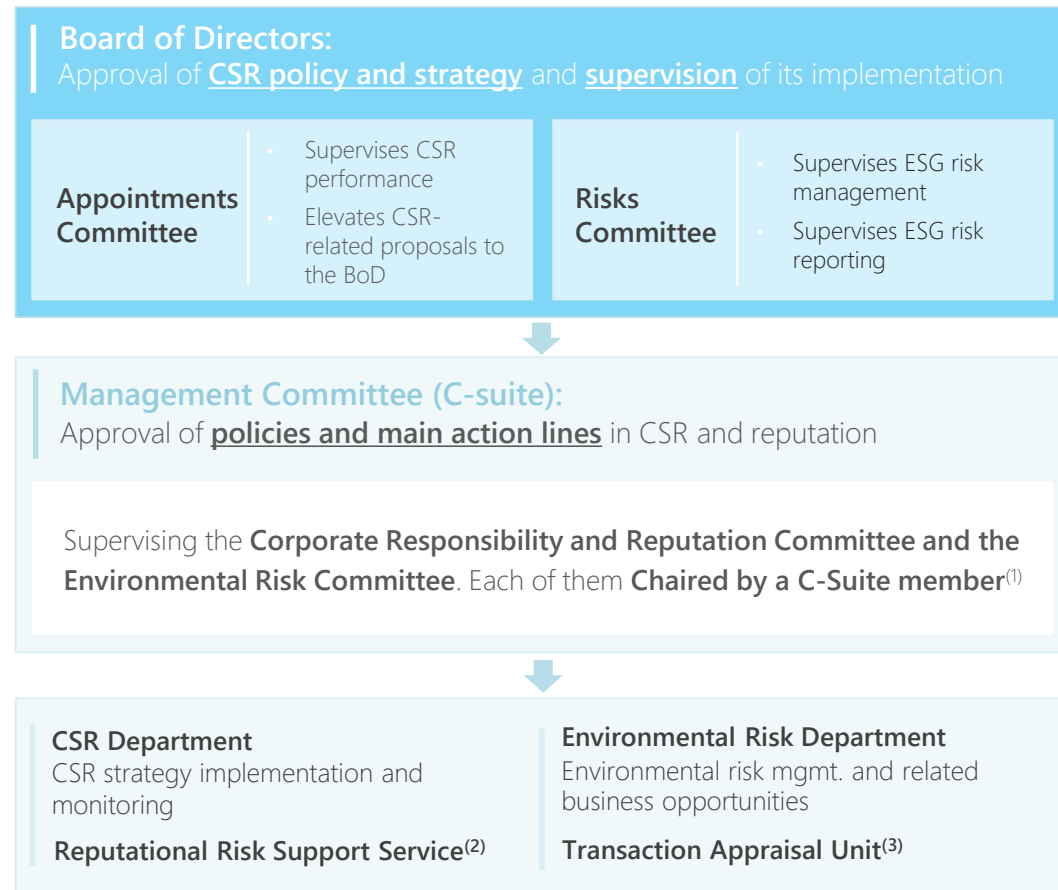 Board of Directors:
Approval of CSR policy and strategy and supervision of its implementation
Appointments
Committee
• Supervises CSR
performance
• Elevates CSR-
related proposals to
the BoD
Risks
Committee
• Supervises ESG risk
management
• Supervises ESG risk
reporting
Management Committee (C-suite):
Approval of policies and main action lines in CSR and reputation
Supervising the Corporate Responsibility and Reputation Committee and the
Environmental Risk Committee. Each of them Chaired by a C-Suite member(1)
CSR Department
CSR strategy implementation and
monitoring
Reputational Risk Support Service(2)
Environmental Risk Department
Environmental risk mgmt. and related
business opportunities
Transaction Appraisal Unit(3)